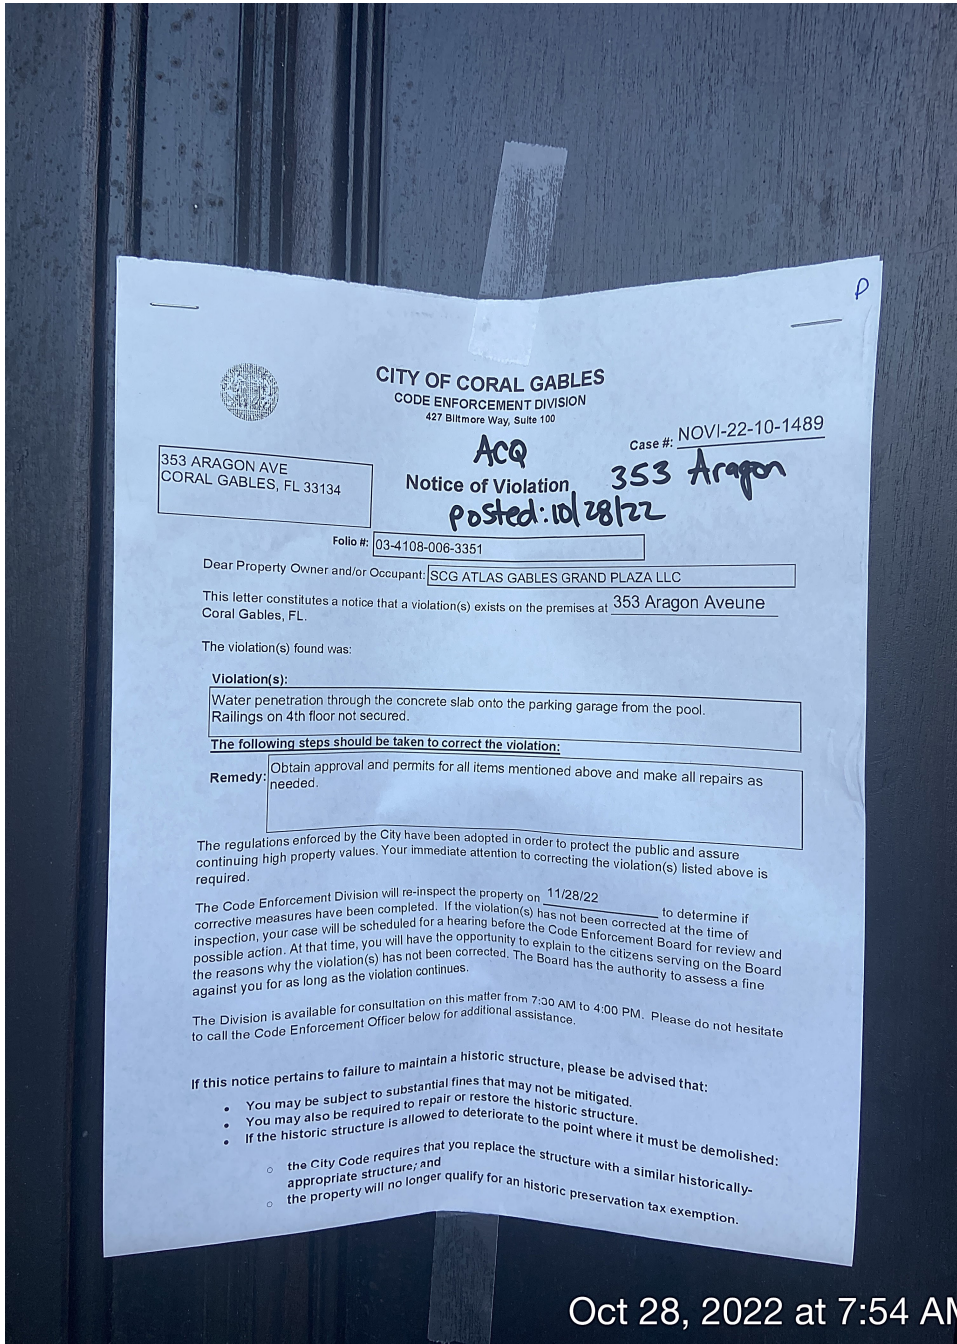 P
CITY OF CORAL GABLES
CODE ENFORCEMENT DIVISION
427 Biltmore Way, Suite 100
Case #: NOVI-22-10-1489
ACQ
353 Aragon
353 ARAGON AVE
CORAL GABLES, FL 33134
Notice of Violation
posted: 10/28/22
Folio #: 03-4108-006-3351
Dear Property Owner and/or Occupant: SCG ATLAS GABLES GRAND PLAZA LLC
This letter constitutes a notice that a violation(s) exists on the premises at 353 Aragon Aveune
Coral Gables, FL.
The violation(s) found was:
Violation(s):
Water penetration through the concrete slab onto the parking garage from the pool.
Railings on 4th floor not secured.
The following steps should be taken to correct the violation:
Remedy: Obtain approval and permits for all items mentioned above and make all repairs as
needed.
The regulations enforced by the City have been adopted in order to protect the public and assure
continuing high property values. Your immediate attention to correcting the violation(s) listed above is
required.
The Code Enforcement Division will re-inspect the property on 11/28/22 to determine if
corrective measures have been completed. If the violation(s) has not been corrected at the time of
inspection, your case will be scheduled for a hearing before the Code Enforcement Board for review and
possible action. At that time, you will have the opportunity to explain to the citizens serving on the Board
the reasons why the violation(s) has not been corrected. The Board has the authority to assess a fine
against you for as long as the violation continues.
The Division is available for consultation on this matter from 7:30 AM to 4:00 PM. Please do not hesitate
to call the Code Enforcement Officer below for additional assistance.
If this notice pertains to failure to maintain a historic structure, please be advised that:
• You may be subject to substantial fines that may not be mitigated.
• You may also be required to repair or restore the historic structure.
• If the historic structure is allowed to deteriorate to the point where it must be demolished:
○ the City Code requires that you replace the structure with a similar historically-
appropriate structure; and
○ the property will no longer qualify for an historic preservation tax exemption.
Oct 28, 2022 at 7:54 AM